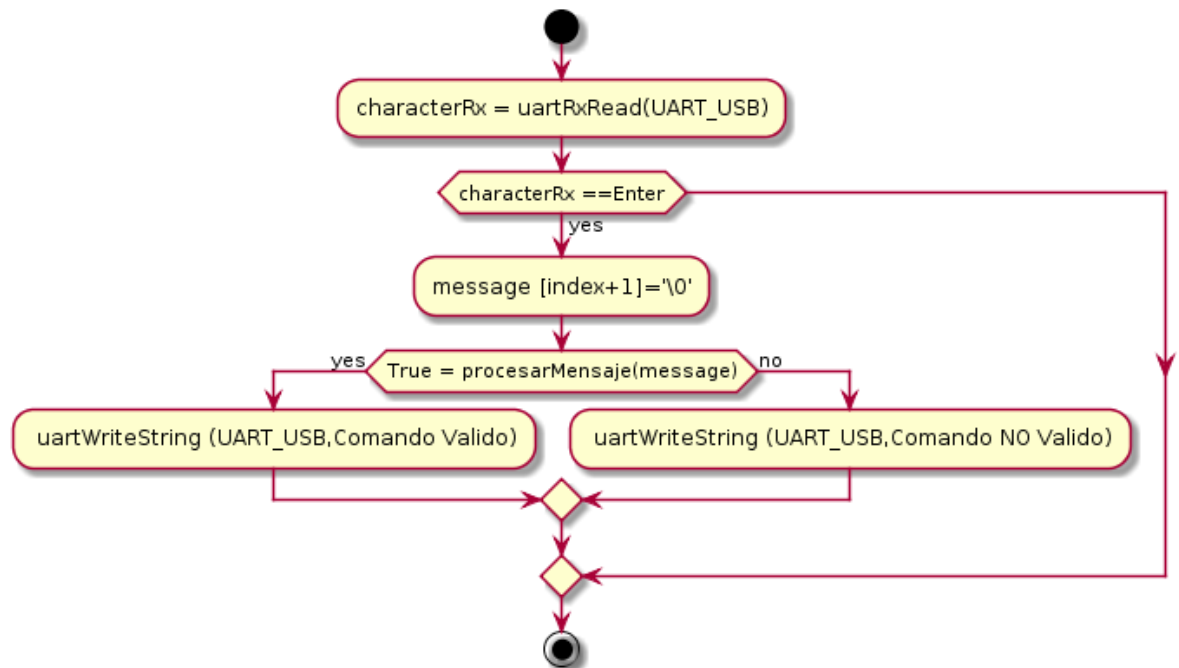 characterRx = uartRxRead(UART_USB)
characterRx ==Enter
yes
message [index+1]='\0'
yes
True = procesarMensaje(message)
no
uartWriteString (UART_USB,Comando Valido)
uartWriteString (UART_USB,Comando NO Valido)